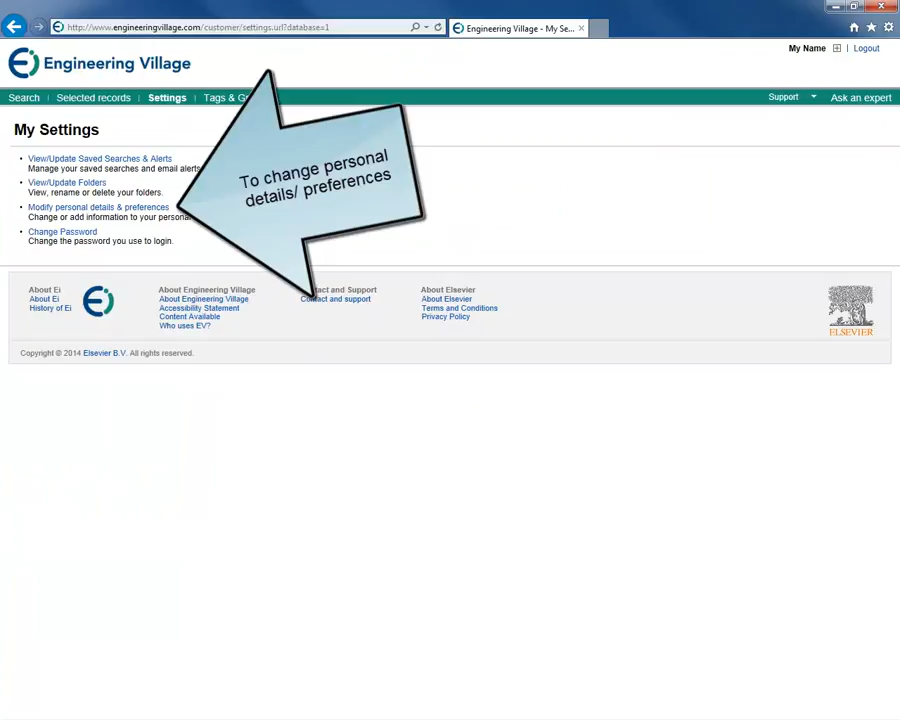 http://www.engineeringvillage.com/customer/settings.url?database=1
Engineering Village - My Se...
My Name | Logout
Engineering Village
Search | Selected records | Settings | Tags & G
Support Ask an expert
My Settings
View/Update Saved Searches & Alerts
Manage your saved searches and email alerts
View/Update Folders
View, rename or delete your folders.
Modify personal details & preferences
Change or add information to your personal
Change Password
Change the password you use to login.
To change personal
details/ preferences
About Ei
About Ei
History of Ei
About Engineering Village
About Engineering Village
Accessibility Statement
Content Available
Who uses EV?
tact and Support
Contact and support
About Elsevier
About Elsevier
Terms and Conditions
Privacy Policy
ELSEVIER
Copyright © 2014 Elsevier B.V. All rights reserved.